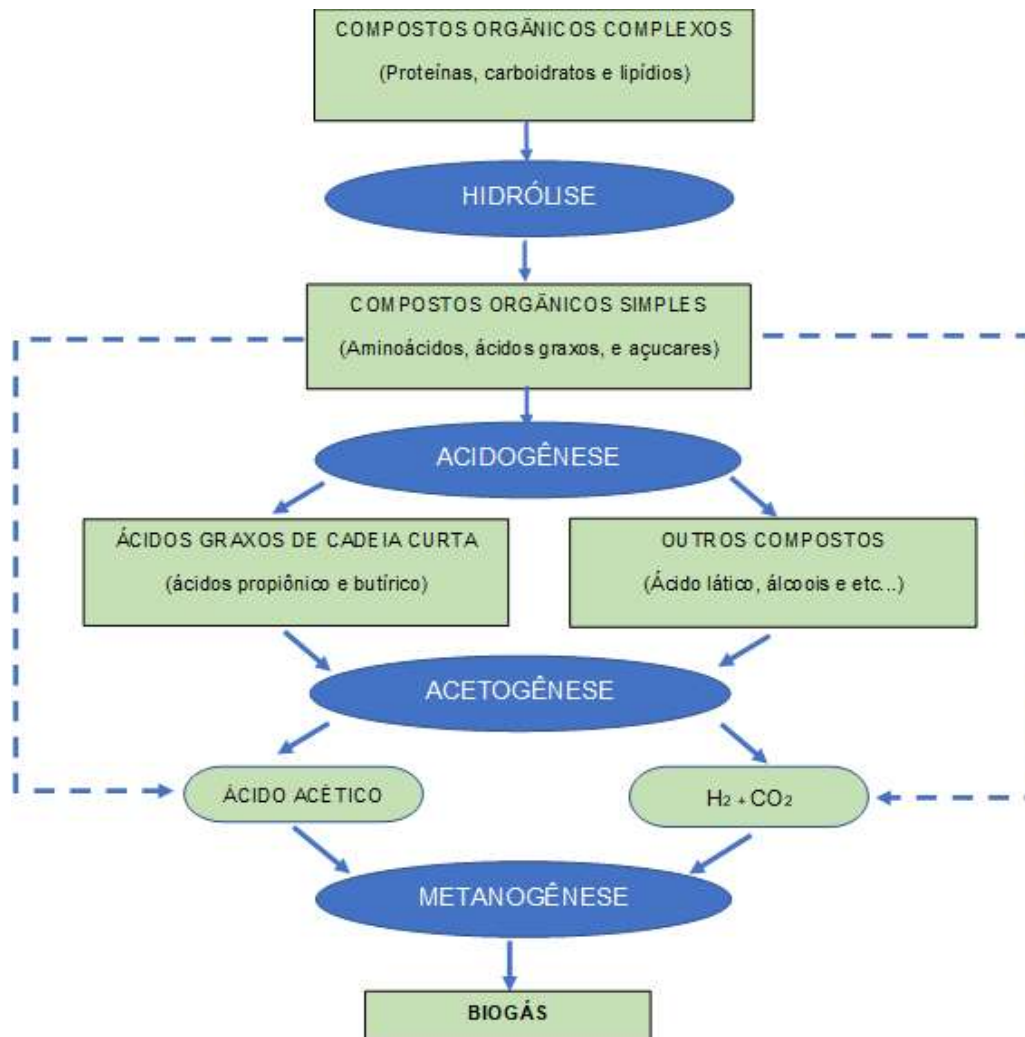 COMPOSTOS ORGÂNICOS COMPLEXOS
(Proteínas, carboidratos e lipídios)
HIDRÓLISE
COMPOSTOS ORGÂNICOS SIMPLES
(Aminoácidos, ácidos graxos, e açucares)
ACIDOGÊNESE
ÁCIDOS GRAXOS DE CADEIA CURTA
(ácidos propiônico e butírico)
OUTROS COMPOSTOS
(Ácido lático, álcoois e etc...)
ACETOGÊNESE
ÁCIDO ACÉTICO
H2 + CO2
METANOGÊNESE
BIOGÁS